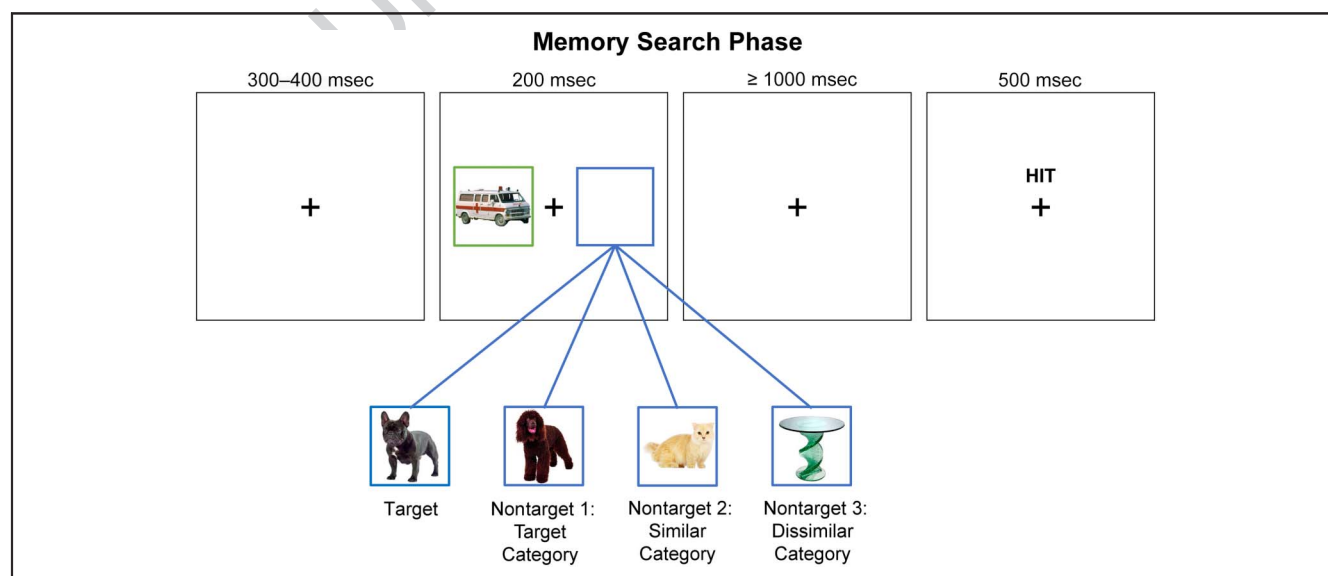 Memory Search Phase
300–400 msec
200 msec
≥ 1000 msec
500 msec
+
+
+
HIT
+
Target
Nontarget 1:
Target
Category
Nontarget 2:
Similar
Category
Nontarget 3:
Dissimilar
Category